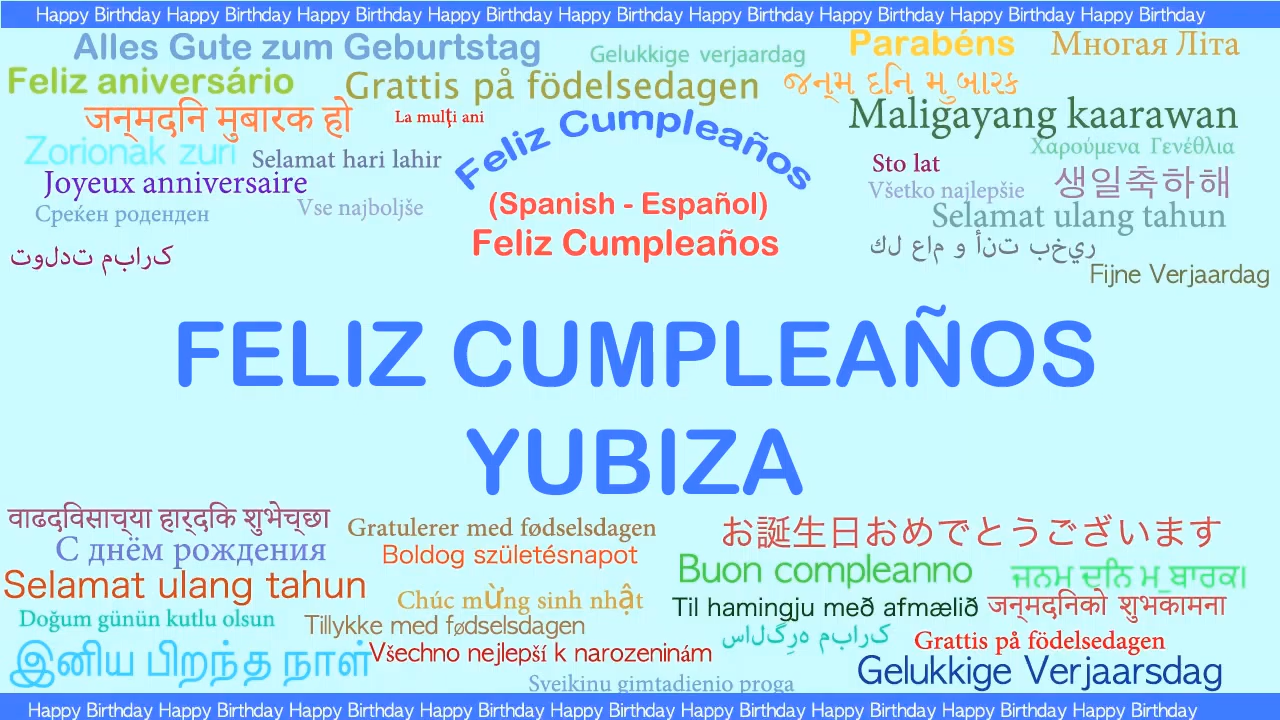 Happy Birthday Happy Birthday Happy Birthday Happy Birthday Happy Birthday Happy Birthday Happy Birthday Happy Birthday Happy Birthday
Alles Gute zum Geburtstag
Gelukkige verjaardag
Parabéns
Многая Літа
Feliz aniversário
Grattis på födelsedagen
જન્મ દિન મુબારક
जन्मदिन मुबारक हो
La mulţi ani
Feliz Cumpleaños
Maligayang kaarawan
Zorionak zuri
Selamat hari lahir
Χαρούμενα Γενέθλια
Sto lat
Joyeux anniversaire
(Spanish - Español)
Všetko najlepšie
생일축하해
Среќен роденден
Vse najboljše
Feliz Cumpleaños
Selamat ulang tahun
تولدت مبارک
كل عام و أنت بخير
Fijne Verjaardag
FELIZ CUMPLEAÑOS
YUBIZA
वाढदिवसाच्या हार्दिक शुभेच्छा
Gratulerer med fødselsdagen
お誕生日おめでとうございます
С днём рождения
Boldog születésnapot
Selamat ulang tahun
Buon compleanno
ਜਨਮ ਦਿਨ ਮੁਬਾਰਕ।
Chúc mừng sinh nhật
Til hamingju með afmælið
जन्मदिनको शुभकामना
Doğum günün kutlu olsun
Tillykke med fødselsdagen
سالگرہ مبارک
Grattis på födelsedagen
இனிய பிறந்த நாள்
Všechno nejlepší k narozeninám
Gelukkige Verjaarsdag
Sveikinu gimtadienio proga
Happy Birthday Happy Birthday Happy Birthday Happy Birthday Happy Birthday Happy Birthday Happy Birthday Happy Birthday Happy Birthday